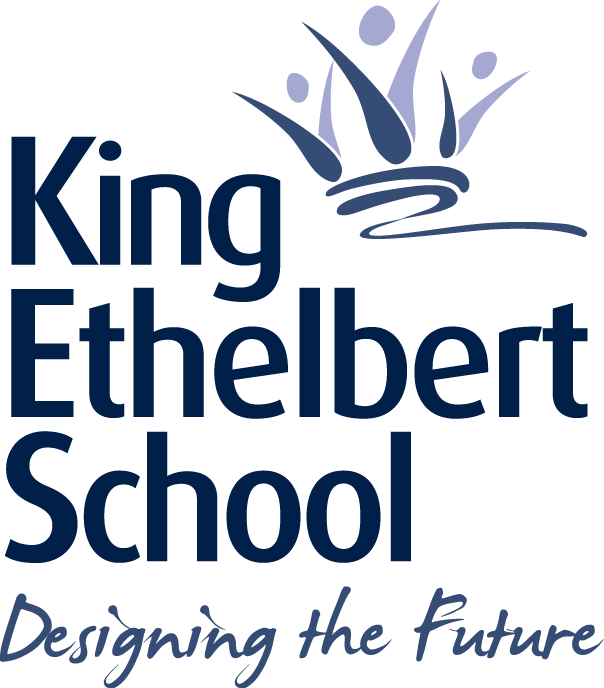 King
Ethelbert
School
Designing the Future